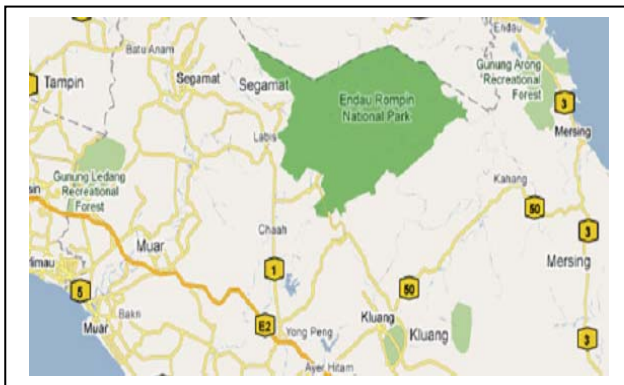 Endau
Batu Anam
Gunung Arong
Recreational
Forest
Tampin
Segamat
Segamat
Endau Rompin
National Park
3
Mersing
Labis
Gunung Ledang
Recreational
Forest
Kahang
50
Chaah
3
Muar
Mersing
1
50
5
Bakri
Muar
E2
Yong Peng
Kluang
Kluang
3
Ayer Hitam